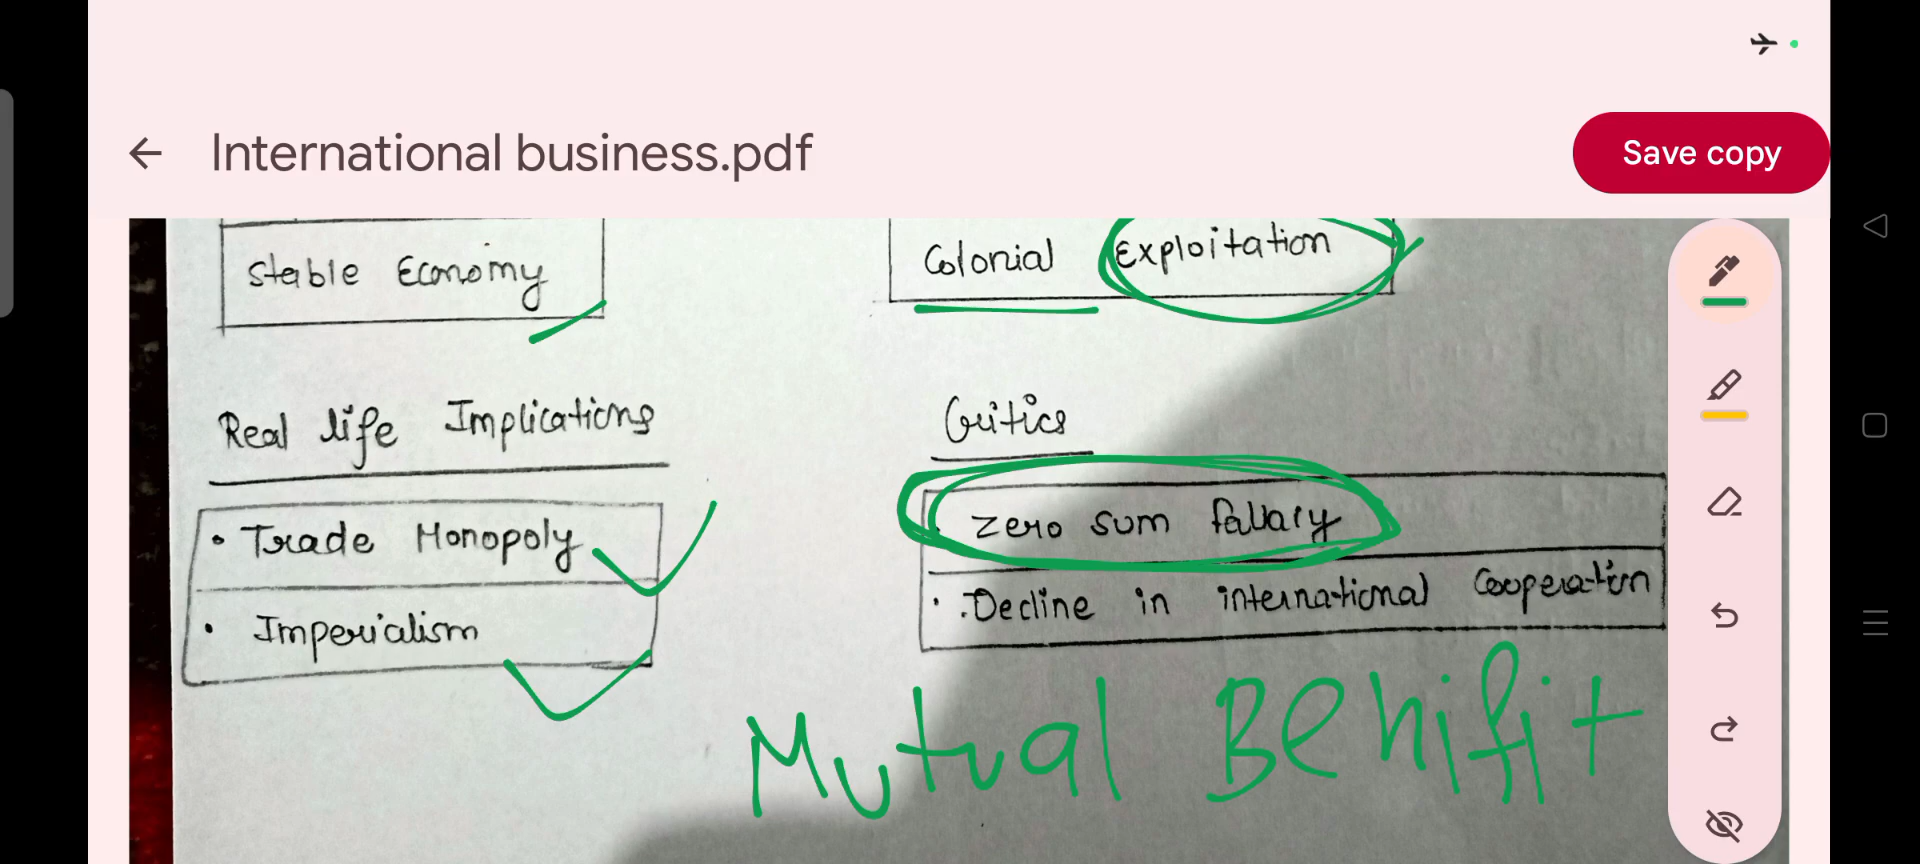 International business.pdf
Save copy
Stable Economy
Colonial Exploitation
Real life Implications
Critics
• Trade Monopoly
• Imperialism
• Zero sum fallacy
• Decline in international Cooperation
Mutual Benifit